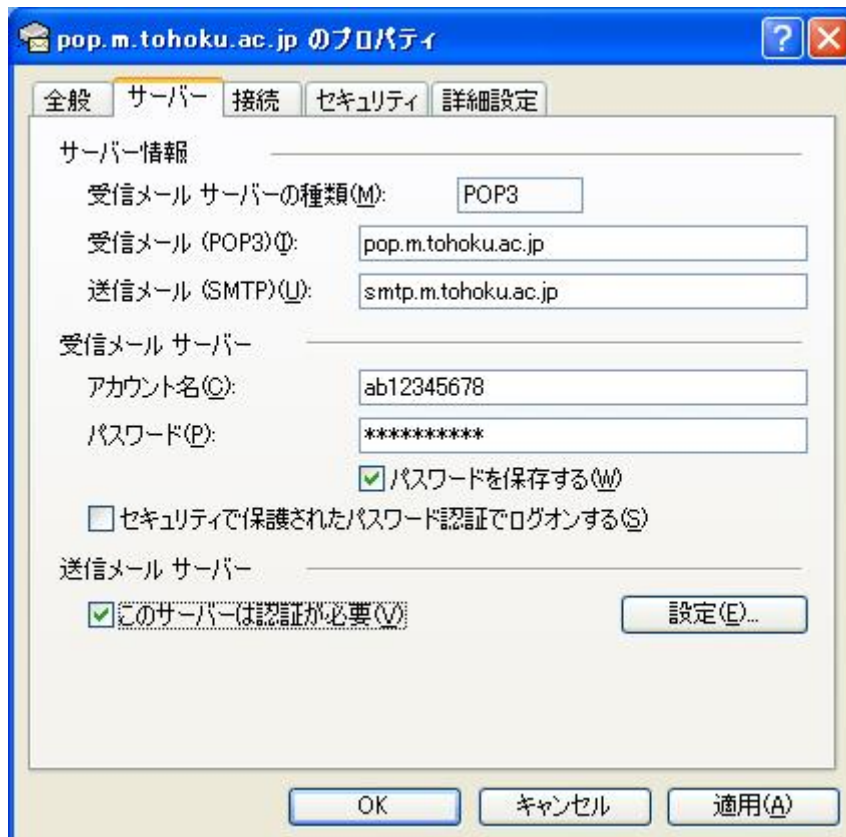 pop.m.tohoku.ac.jp のプロパティ
全般 サーバー 接続 セキュリティ 詳細設定
サーバー情報
受信メール サーバーの種類(M): POP3
受信メール (POP3)(I): pop.m.tohoku.ac.jp
送信メール (SMTP)(U): smtp.m.tohoku.ac.jp
受信メール サーバー
アカウント名(C): ab12345678
パスワード(P): **********
パスワードを保存する(W)
セキュリティで保護されたパスワード認証でログオンする(S)
送信メール サーバー
このサーバーは認証が必要(V) 設定(E)...
OK キャンセル 適用(A)